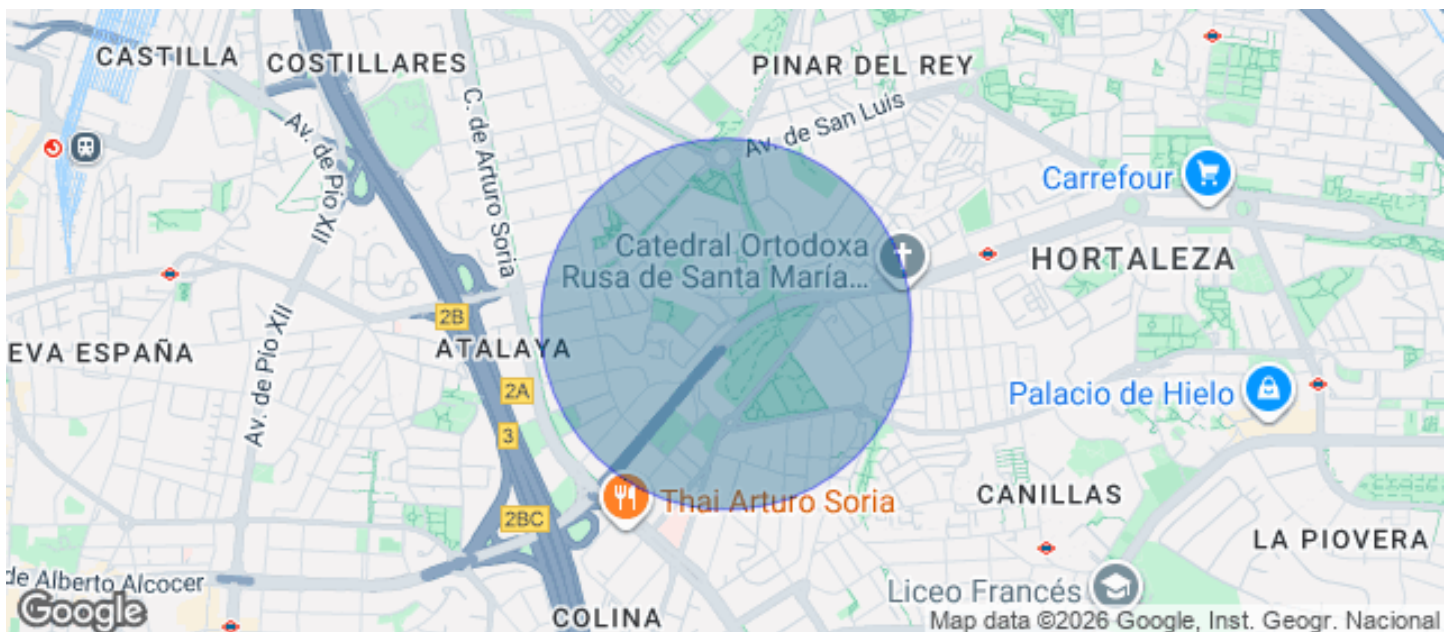 CASTILLA
COSTILLARES
PINAR DEL REY
C. de Arturo Soria
Av. de Pío XII
Av. de San Luis
Carrefour
Catedral Ortodoxa
Rusa de Santa María...
HORTALEZA
2B
EVA ESPAÑA
ATALAYA
Av. de Pío XII
2A
Palacio de Hielo
3
Thai Arturo Soria
CANILLAS
2BC
LA PIOVERA
de Alberto Alcocer
Liceo Francés
Google
COLINA
Map data ©2026 Google, Inst. Geogr. Nacional